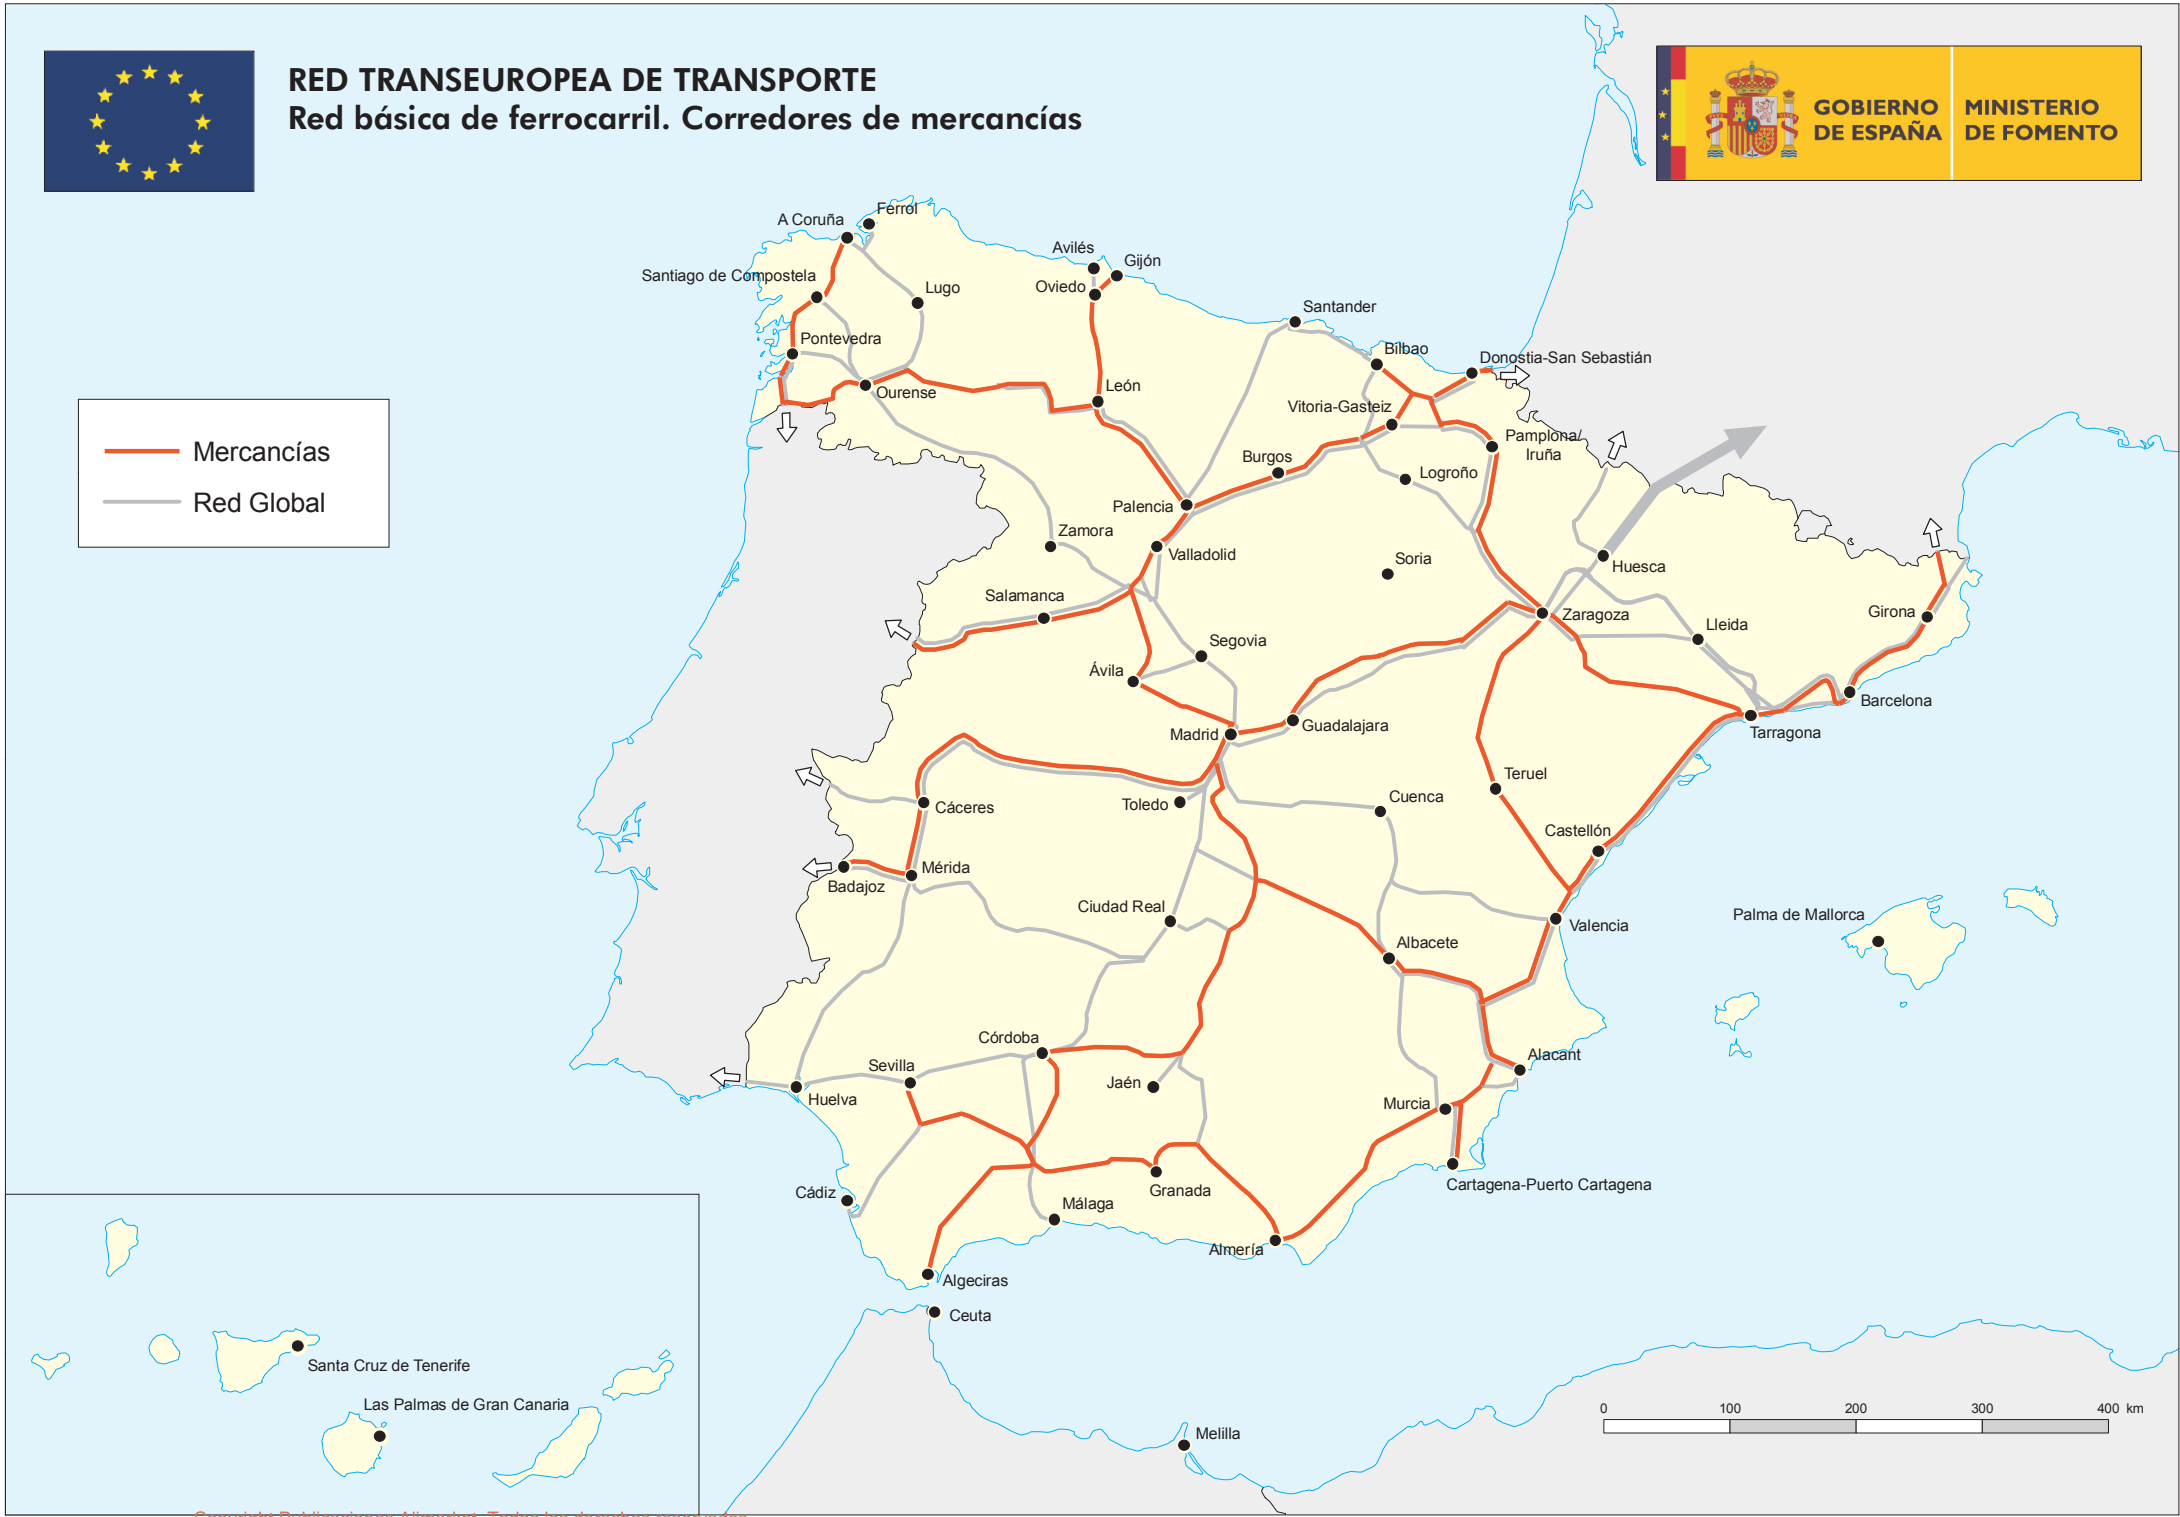 RED TRANSEUROPEA DE TRANSPORTE
Red básica de ferrocarril. Corredores de mercancías
GOBIERNO
DE ESPAÑA
MINISTERIO
DE FOMENTO
Mercancías
Red Global
Ferrol
A Coruña
Avilés
Gijón
Santiago de Compostela
Lugo
Oviedo
Santander
Pontevedra
Bilbao
Donostia-San Sebastián
Ourense
León
Vitoria-Gasteiz
Pamplona/
Iruña
Burgos
Logroño
Palencia
Zamora
Valladolid
Soria
Huesca
Salamanca
Zaragoza
Girona
Lleida
Segovia
Ávila
Barcelona
Madrid
Guadalajara
Tarragona
Teruel
Toledo
Cuenca
Cáceres
Castellón
Mérida
Badajoz
Ciudad Real
Palma de Mallorca
Valencia
Albacete
Córdoba
Alacant
Sevilla
Jaén
Huelva
Murcia
Cartagena-Puerto Cartagena
Cádiz
Granada
Málaga
Almería
Algeciras
Ceuta
Santa Cruz de Tenerife
Las Palmas de Gran Canaria
Melilla
0 100 200 300 400 km